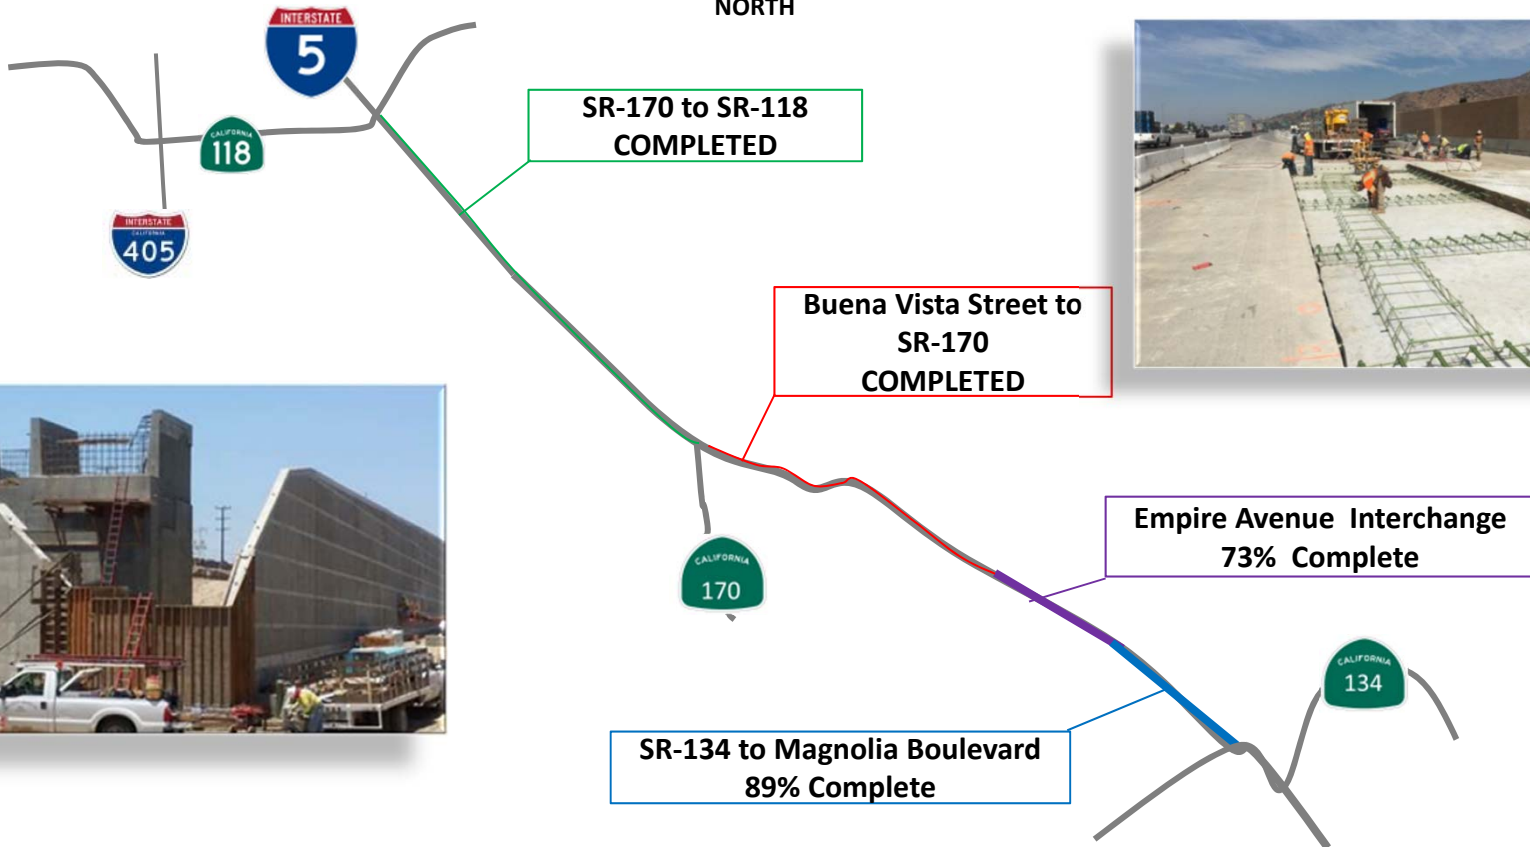 NORTH
INTERSTATE
5
SR-170 to SR-118
COMPLETED
CALIFORNIA
118
INTERSTATE
CALIFORNIA
405
Buena Vista Street to
SR-170
COMPLETED
Empire Avenue Interchange
73% Complete
CALIFORNIA
170
CALIFORNIA
134
SR-134 to Magnolia Boulevard
89% Complete